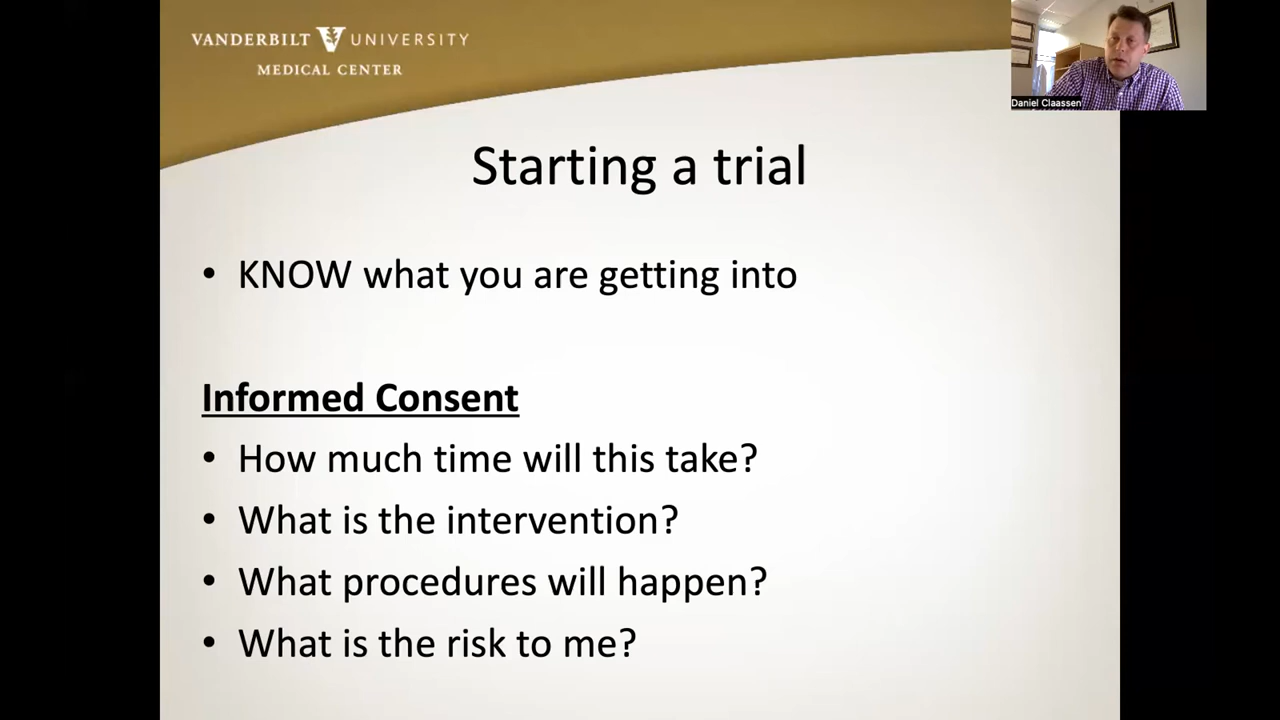 VANDERBILT UNIVERSITY
MEDICAL CENTER
Daniel Claassen
Starting a trial
• KNOW what you are getting into
Informed Consent
• How much time will this take?
• What is the intervention?
• What procedures will happen?
• What is the risk to me?